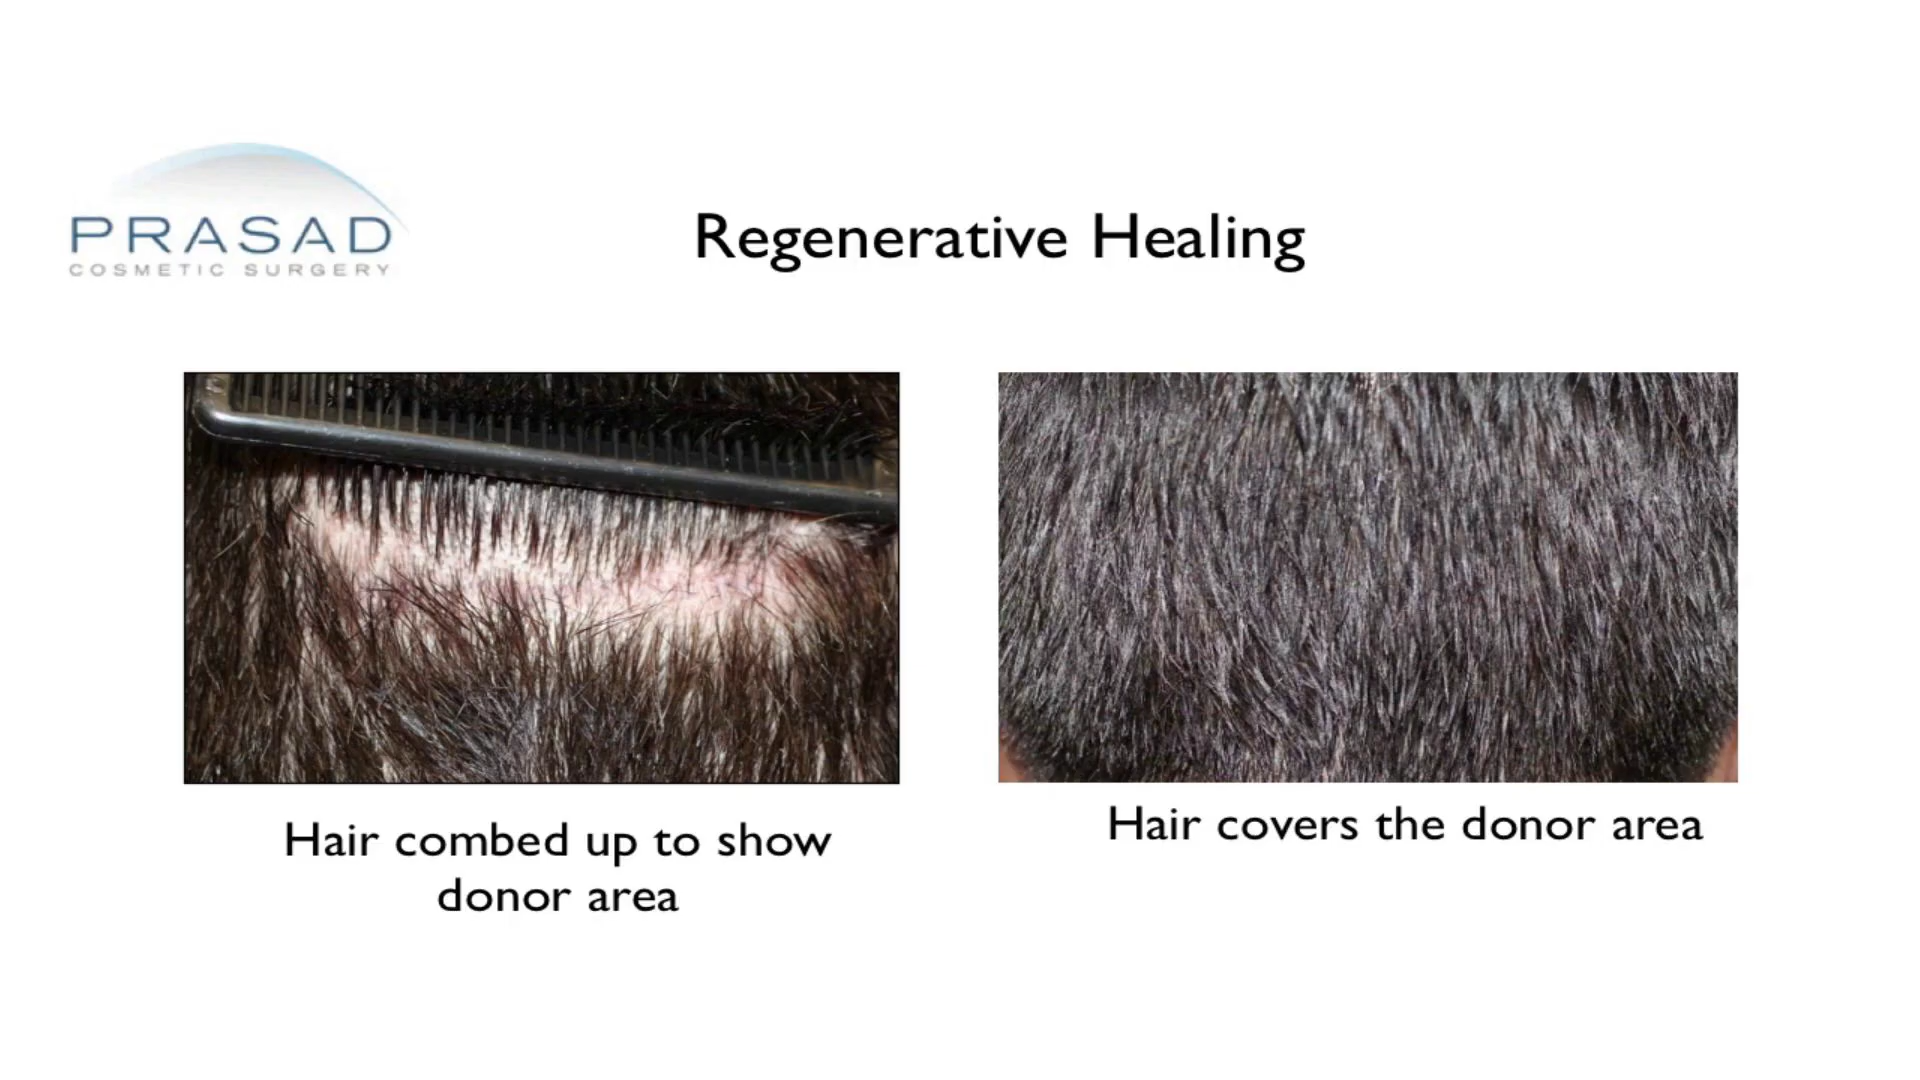 PRASAD
COSMETIC SURGERY
Regenerative Healing
Hair combed up to show
donor area
Hair covers the donor area